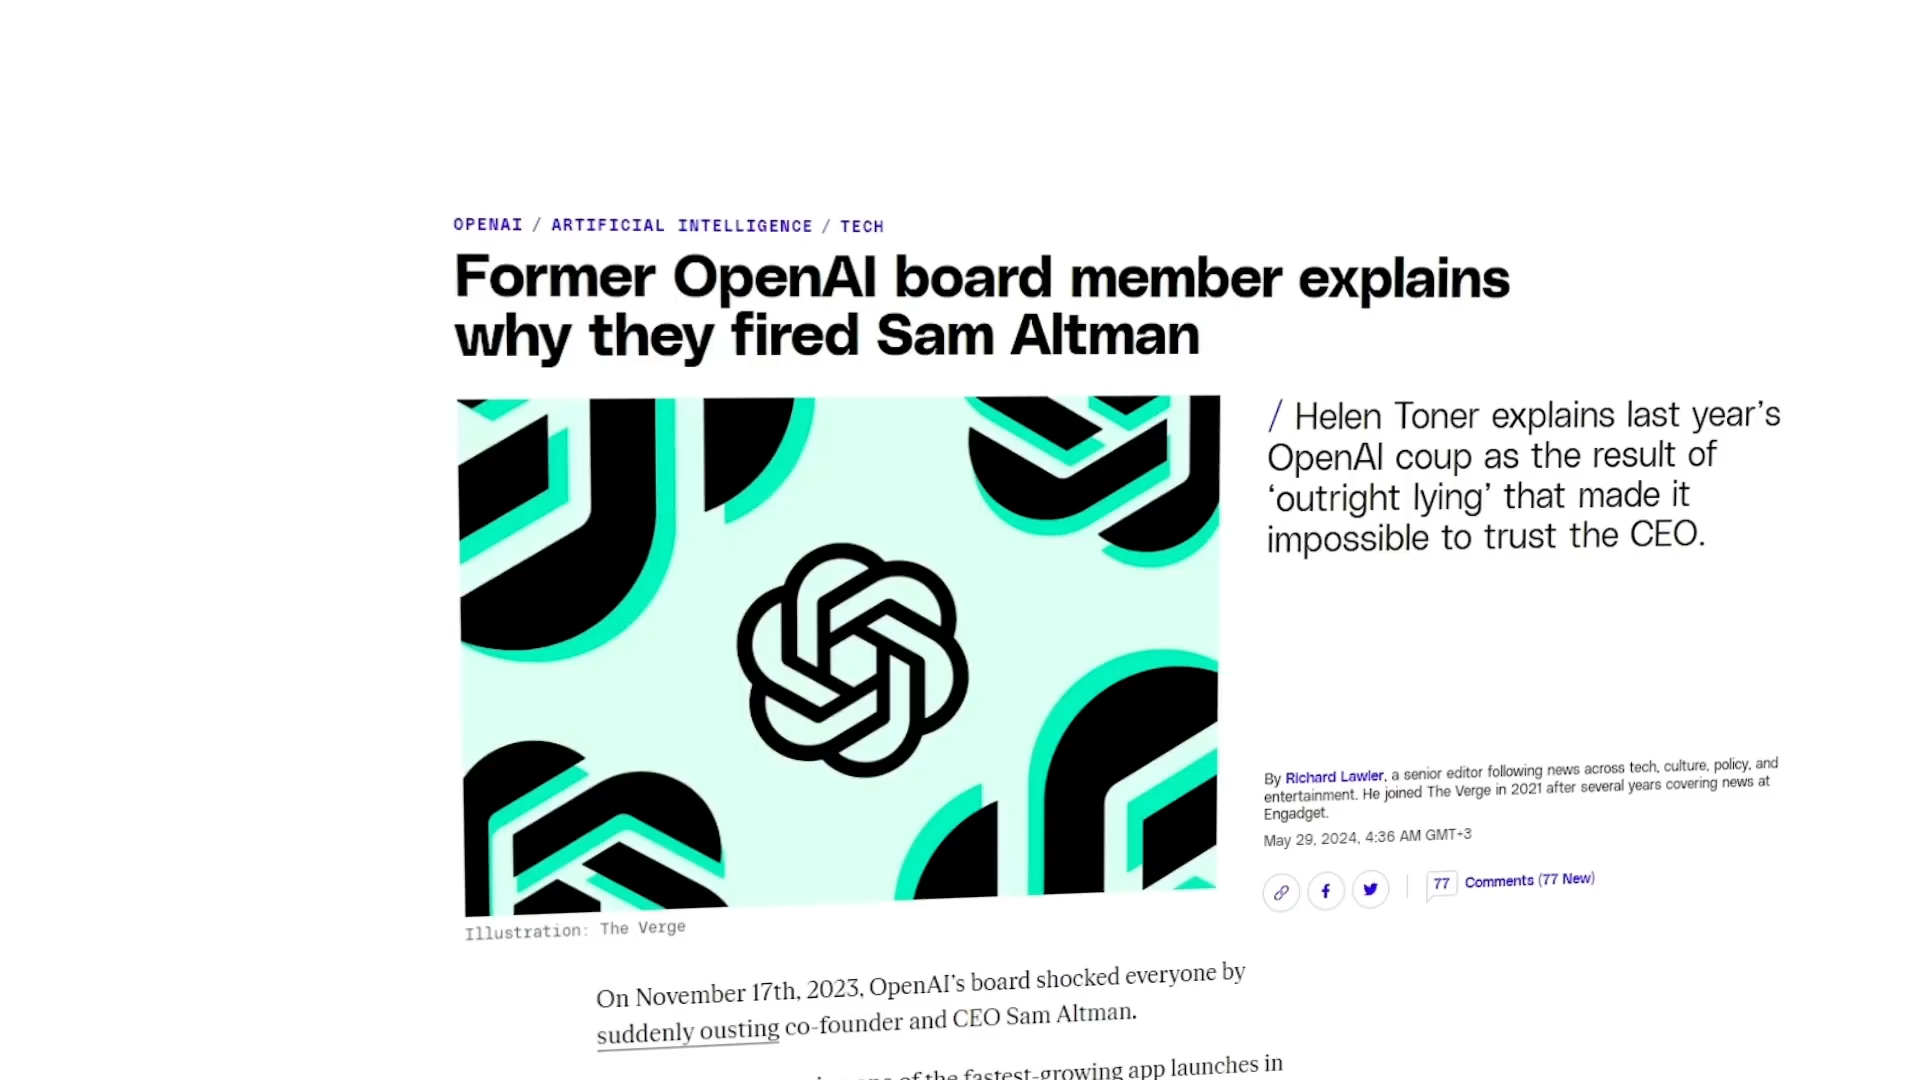 OPENAI / ARTIFICIAL INTELLIGENCE / TECH
Former OpenAI board member explains
why they fired Sam Altman
/ Helen Toner explains last year’s
OpenAI coup as the result of
‘outright lying’ that made it
impossible to trust the CEO.
By Richard Lawler, a senior editor following news across tech, culture, policy, and
entertainment. He joined The Verge in 2021 after several years covering news at
Engadget.
May 29, 2024, 4:36 AM GMT+3
77 Comments (77 New)
Illustration: The Verge
On November 17th, 2023, OpenAI’s board shocked everyone by
suddenly ousting co-founder and CEO Sam Altman.
of the fastest-growing app launches in